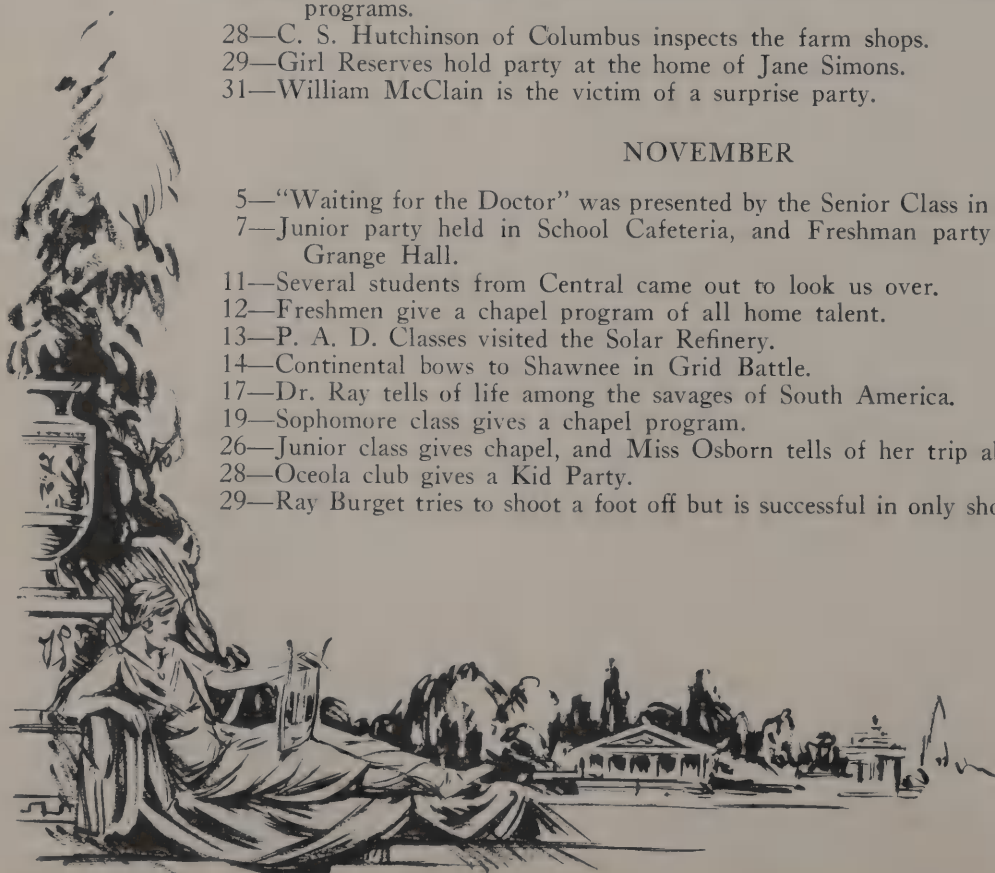 programs.
28—C. S. Hutchinson of Columbus inspects the farm shops.
29—Girl Reserves hold party at the home of Jane Simons.
31—William McClain is the victim of a surprise party.
NOVEMBER
5—“Waiting for the Doctor” was presented by the Senior Class in
7—Junior party held in School Cafeteria, and Freshman party
Grange Hall.
11—Several students from Central came out to look us over.
12—Freshmen give a chapel program of all home talent.
13—P. A. D. Classes visited the Solar Refinery.
14—Continental bows to Shawnee in Grid Battle.
17—Dr. Ray tells of life among the savages of South America.
19—Sophomore class gives a chapel program.
26—Junior class gives chapel, and Miss Osborn tells of her trip
28—Oceola club gives a Kid Party.
29—Ray Burget tries to shoot a foot off but is successful in only